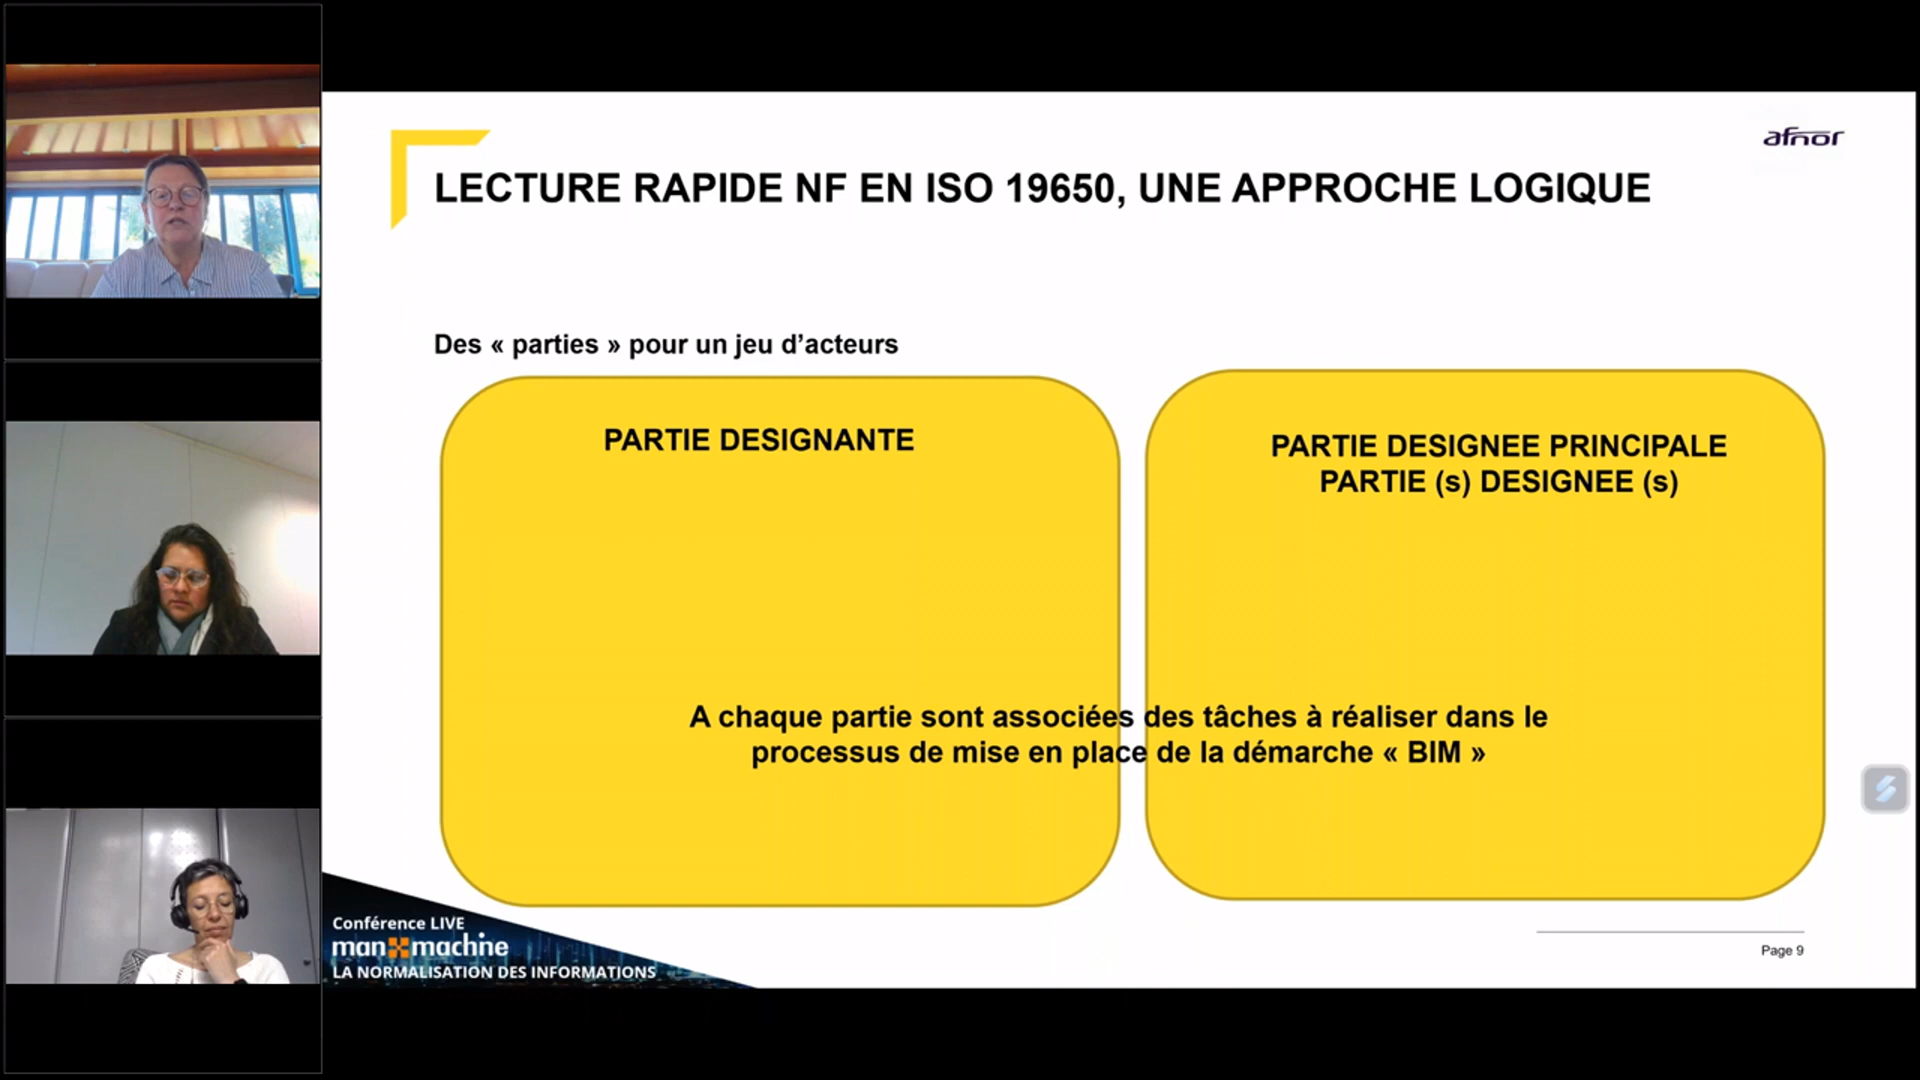 afnor
LECTURE RAPIDE NF EN ISO 19650, UNE APPROCHE LOGIQUE
Des « parties » pour un jeu d’acteurs
PARTIE DESIGNANTE
PARTIE DESIGNEE PRINCIPALE
PARTIE (s) DESIGNEE (s)
A chaque partie sont associées des tâches à réaliser dans le
processus de mise en place de la démarche « BIM »
Conférence LIVE
man machine
LA NORMALISATION DES INFORMATIONS
Page 9